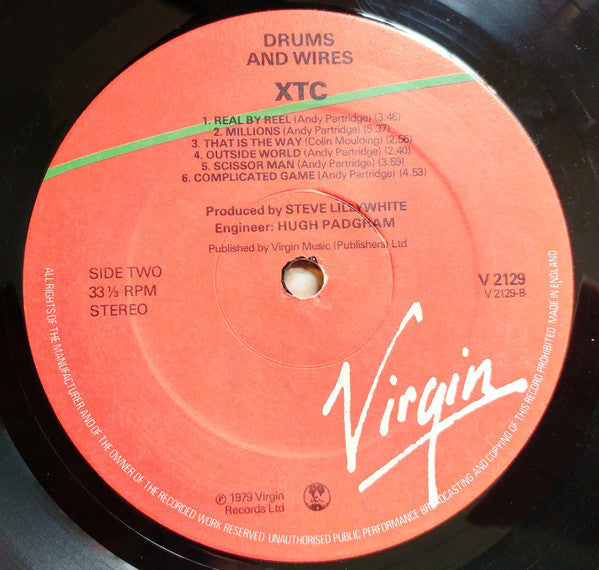 DRUMS
AND WIRES
XTC
1. REAL BY REEL (Andy Partridge) (3.46)
2. MILLIONS (Andy Partridge) (5.37)
3. THAT IS THE WAY (Colin Moulding) (2.56)
4. OUTSIDE WORLD (Andy Partridge) (2.40)
5. SCISSOR MAN (Andy Partridge) (3.59)
6. COMPLICATED GAME (Andy Partridge) (4.53)
Produced by STEVE LILLYWHITE
Engineer: HUGH PADGHAM
Published by Virgin Music (Publishers) Ltd
SIDE TWO
33 ⅓ RPM
STEREO
V 2129
V 2129-B
Virgin
℗ 1979 Virgin
Records Ltd
ALL RIGHTS OF THE MANUFACTURER AND OF THE OWNER OF THE RECORDED WORK RESERVED UNAUTHORISED PUBLIC PERFORMANCE BROADCASTING AND COPYING OF THIS RECORD PROHIBITED MADE IN ENGLAND